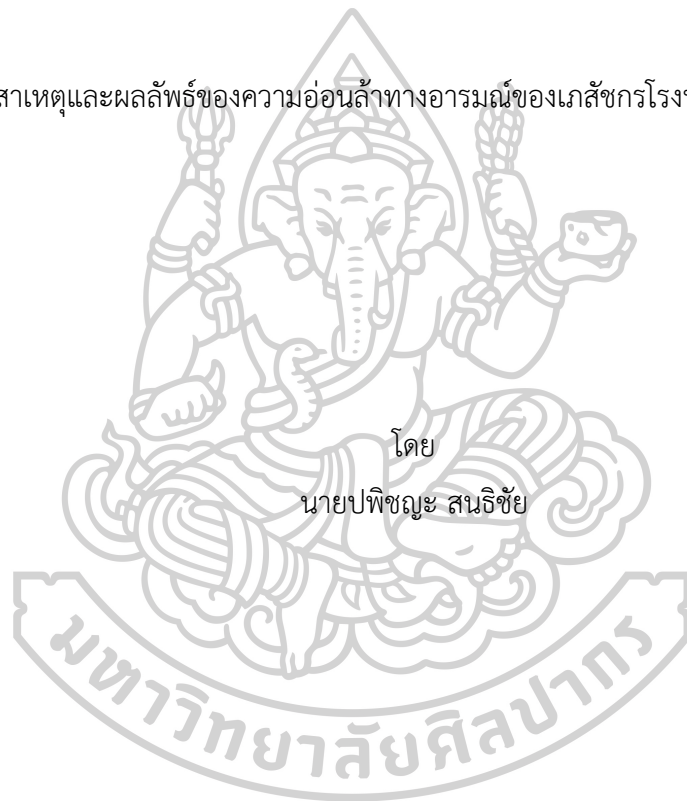 สาเหตุและผลลัพธ์ของความอ่อนล้าทางอารมณ์ของเภสัชกรโรง
โดย
นายปพิชญะ สนธิชัย
มหาวิทยาลัยศิลปากร